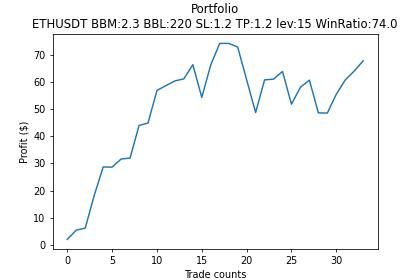 Portfolio
ETHUSDT BBM:2.3 BBL:220 SL:1.2 TP:1.2 lev:15 WinRatio:74.0
70
60
50
40
30
20
10
0
Profit ($)
0 5 10 15 20 25 30
Trade counts